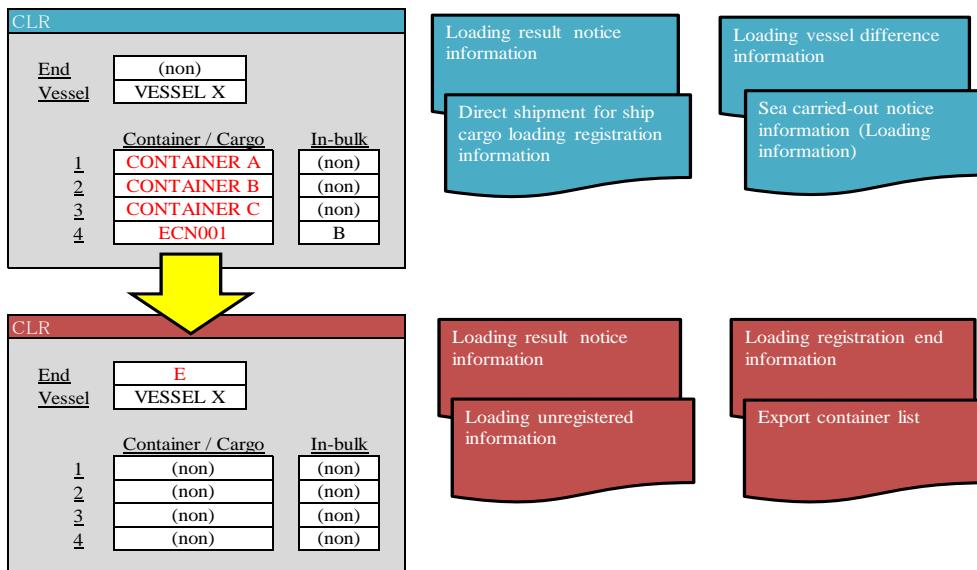 CLR
End (non)
Vessel VESSEL X
Container / Cargo In-bulk
1 CONTAINER A (non)
2 CONTAINER B (non)
3 CONTAINER C (non)
4 ECN001 B
Loading result notice
information
Direct shipment for ship
cargo loading registration
information
Loading vessel difference
information
Sea carried-out notice
information (Loading
information)
CLR
End E
Vessel VESSEL X
Container / Cargo In-bulk
1 (non) (non)
2 (non) (non)
3 (non) (non)
4 (non) (non)
Loading result notice
information
Loading unregistered
information
Loading registration end
information
Export container list